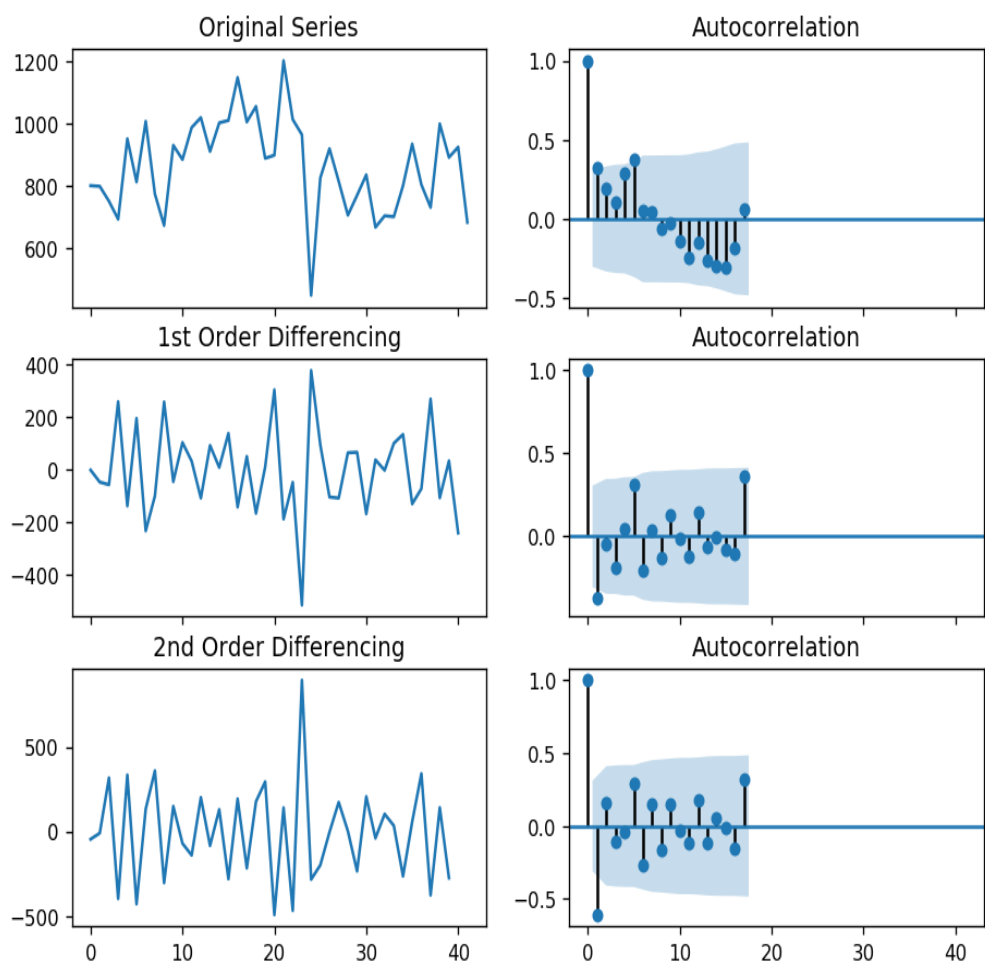 Original Series
Autocorrelation
1200
1000
800
600
1.0
0.5
0.0
−0.5
1st Order Differencing
Autocorrelation
400
200
0
−200
−400
1.0
0.5
0.0
2nd Order Differencing
Autocorrelation
500
0
−500
0 10 20 30 40
1.0
0.5
0.0
−0.5
0 10 20 30 40